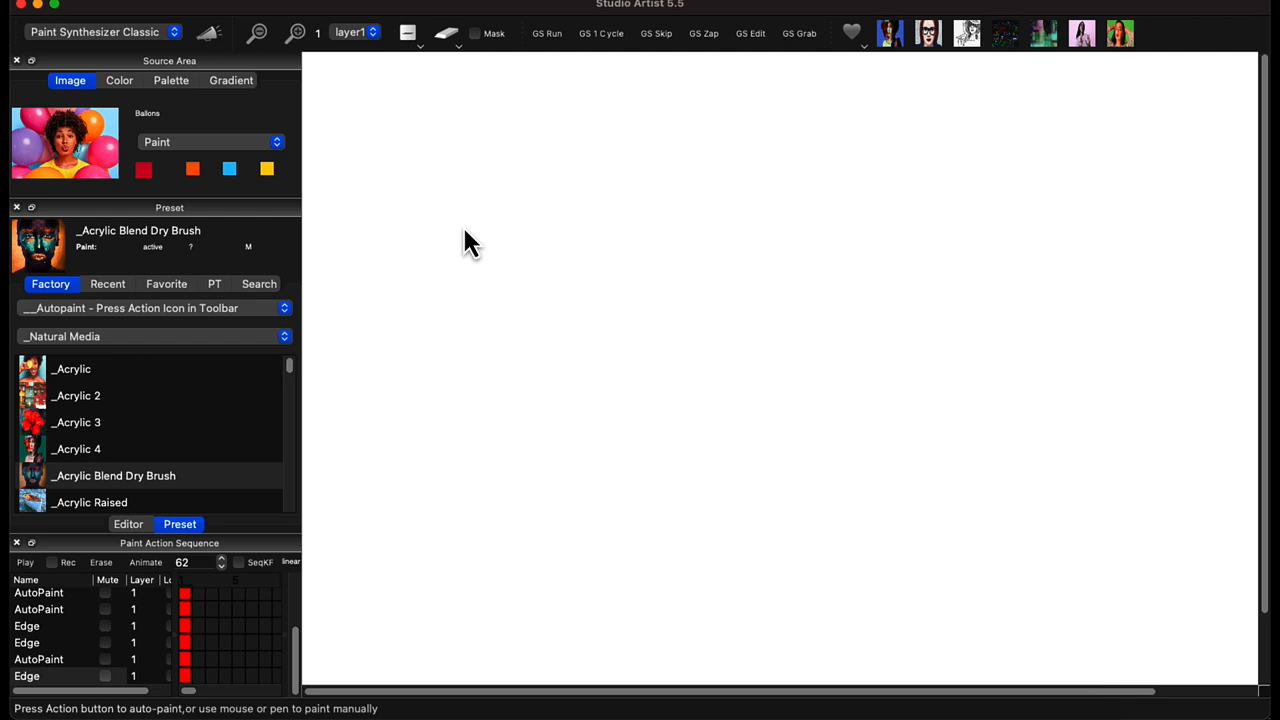 Studio Artist 5.5
Paint Synthesizer Classic
1
layer1
Mask
GS Run
GS 1 Cycle
GS Skip
GS Zap
GS Edit
GS Grab
Source Area
Image Color Palette Gradient
Ballons
Paint
Preset
_Acrylic Blend Dry Brush
Paint: active ? M
Factory Recent Favorite PT Search
__Autopaint - Press Action Icon in Toolbar
_Natural Media
_Acrylic
_Acrylic 2
_Acrylic 3
_Acrylic 4
_Acrylic Blend Dry Brush
_Acrylic Raised
Editor Preset
Paint Action Sequence
Play Rec Erase Animate 62 SeqKF linear
Name Mute Layer 1 5
AutoPaint 1
AutoPaint 1
Edge 1
Edge 1
AutoPaint 1
Edge 1
Press Action button to auto-paint,or use mouse or pen to paint manually